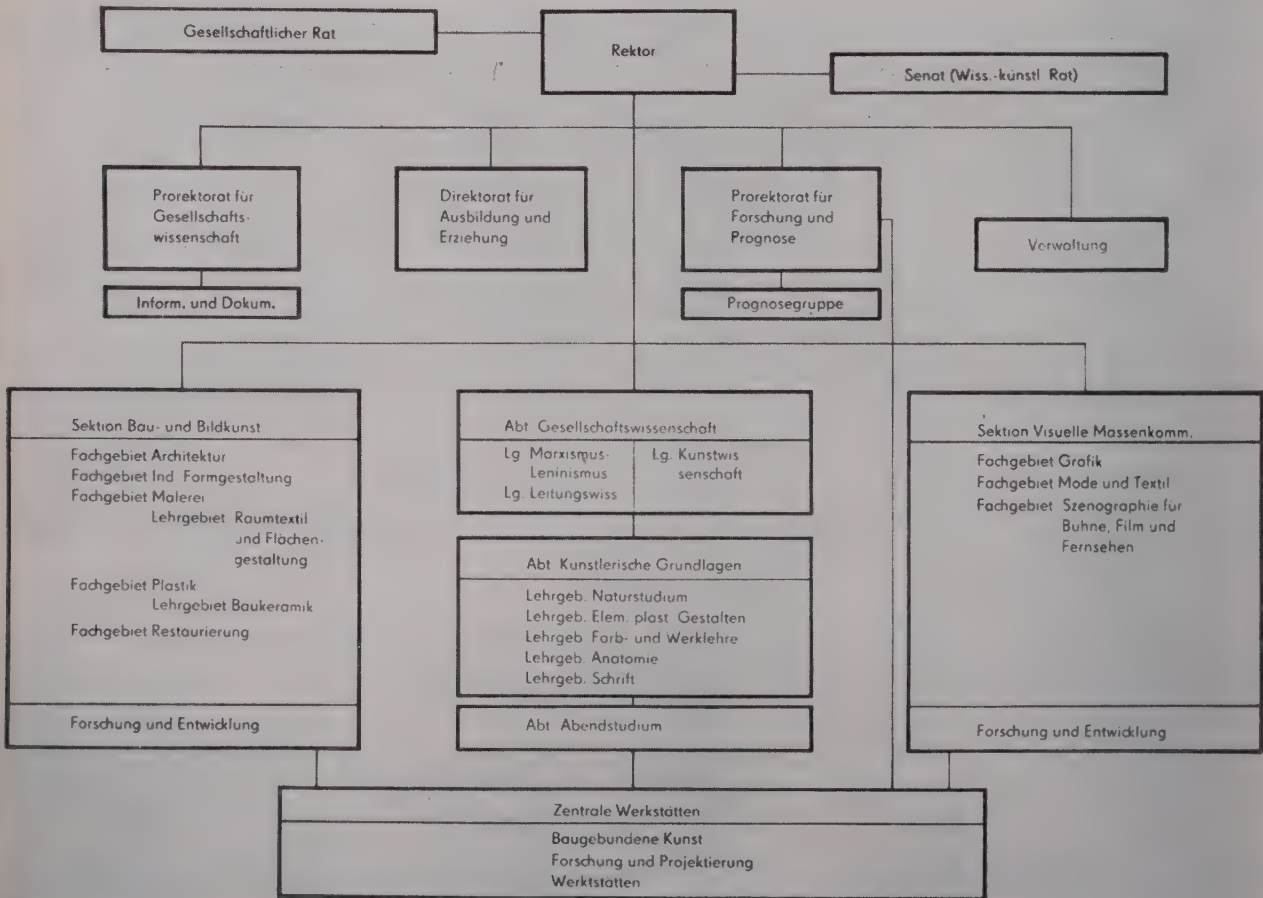 Gesellschaftlicher Rat
Rektor
Senat (Wiss.-künstl Rat)
Prorektorat für
Gesellschafts-
wissenschaft
Direktorat für
Ausbildung und
Erziehung
Prorektorat für
Forschung und
Prognose
Verwaltung
Inform. und Dokum.
Prognosegruppe
Sektion Bau- und Bildkunst
Fachgebiet Architektur
Fachgebiet Ind Formgestaltung
Fachgebiet Malerei
Lehrgebiet Raumtextil
und Flächen-
gestaltung
Fachgebiet Plastik
Lehrgebiet Baukeramik
Fachgebiet Restaurierung
Forschung und Entwicklung
Abt Gesellschaftswissenschaft
Lg Marxismus-
Leninismus
Lg. Leitungswiss
Lg. Kunstwis
senschaft
Abt Kunstlerische Grundlagen
Lehrgeb. Naturstudium
Lehrgeb. Elem. plast Gestalten
Lehrgeb Farb- und Werklehre
Lehrgeb. Anatomie
Lehrgeb. Schrift
Abt Abendstudium
Sektion Visuelle Massenkomm.
Fachgebiet Grafik
Fachgebiet Mode und Textil
Fachgebiet Szenographie für
Buhne, Film und
Fernsehen
Forschung und Entwicklung
Zentrale Werkstätten
Baugebundene Kunst
Forschung und Projektierung
Werktstätten